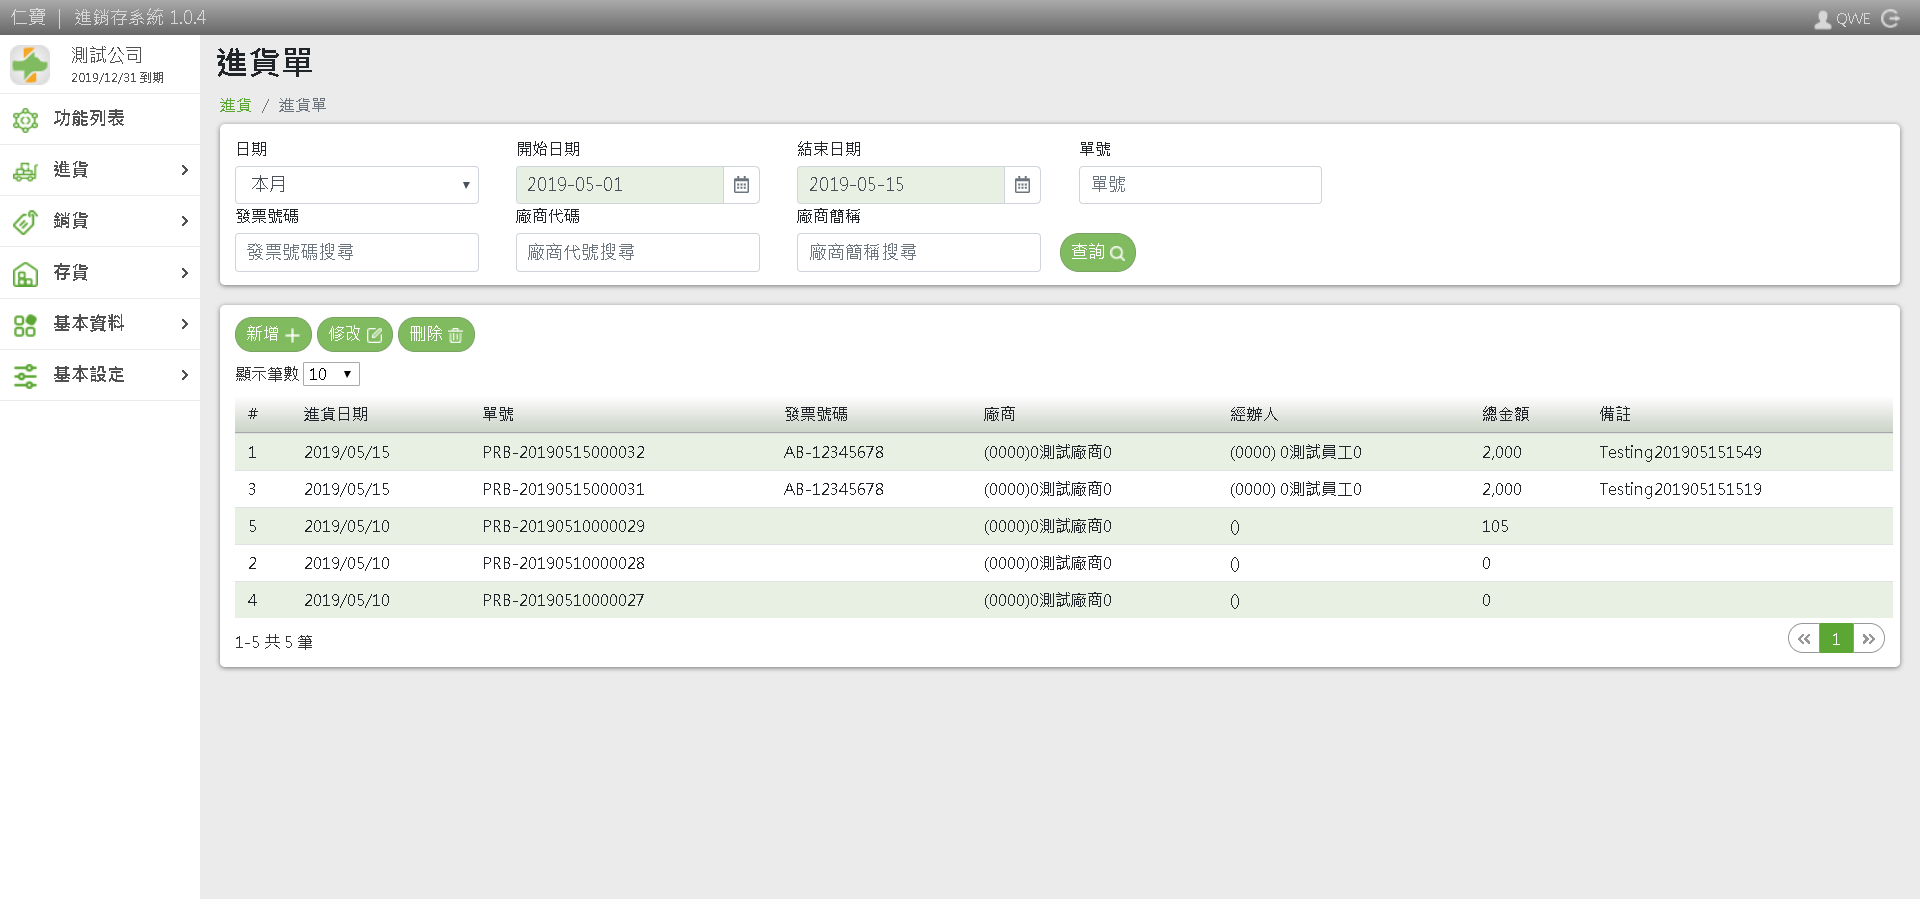 仁寶 | 進銷存系統 1.0.4
QWE
測試公司
2019/12/31 到期
功能列表
進貨
銷貨
存貨
基本資料
基本設定
進貨單
進貨 / 進貨單
日期 開始日期 結束日期 單號
本月 2019-05-01 2019-05-15 單號
發票號碼 廠商代碼 廠商簡稱
發票號碼搜尋 廠商代號搜尋 廠商簡稱搜尋 查詢
新增 修改 刪除
顯示筆數 10
# 進貨日期 單號 發票號碼 廠商 經辦人 總金額 備註
1 2019/05/15 PRB-20190515000032 AB-12345678 (0000)0測試廠商0 (0000) 0測試員工0 2,000 Testing201905151549
3 2019/05/15 PRB-20190515000031 AB-12345678 (0000)0測試廠商0 (0000) 0測試員工0 2,000 Testing201905151519
5 2019/05/10 PRB-20190510000029 (0000)0測試廠商0 () 105
2 2019/05/10 PRB-20190510000028 (0000)0測試廠商0 () 0
4 2019/05/10 PRB-20190510000027 (0000)0測試廠商0 () 0
1-5 共 5 筆
« 1 »